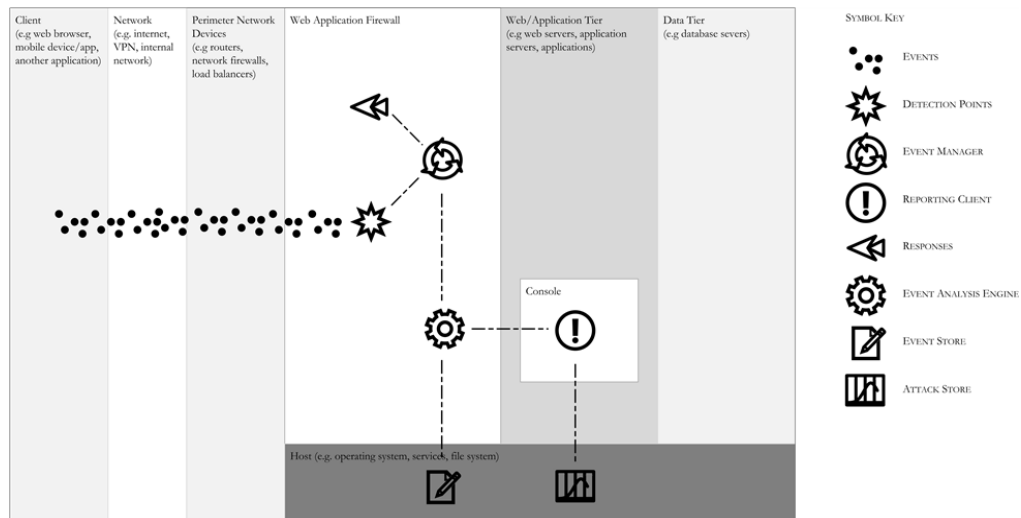 Client
(e.g web browser,
mobile device/app,
another application)
Network
(e.g. internet,
VPN, internal
network)
Perimeter Network
Devices
(e.g routers,
network firewalls,
load balancers)
Web Application Firewall
Web/Application Tier
(e.g web servers, application
servers, applications)
Data Tier
(e.g database severs)
Console
Host (e.g. operating system, services, file system)
SYMBOL KEY
EVENTS
DETECTION POINTS
EVENT MANAGER
REPORTING CLIENT
RESPONSES
EVENT ANALYSIS ENGINE
EVENT STORE
ATTACK STORE